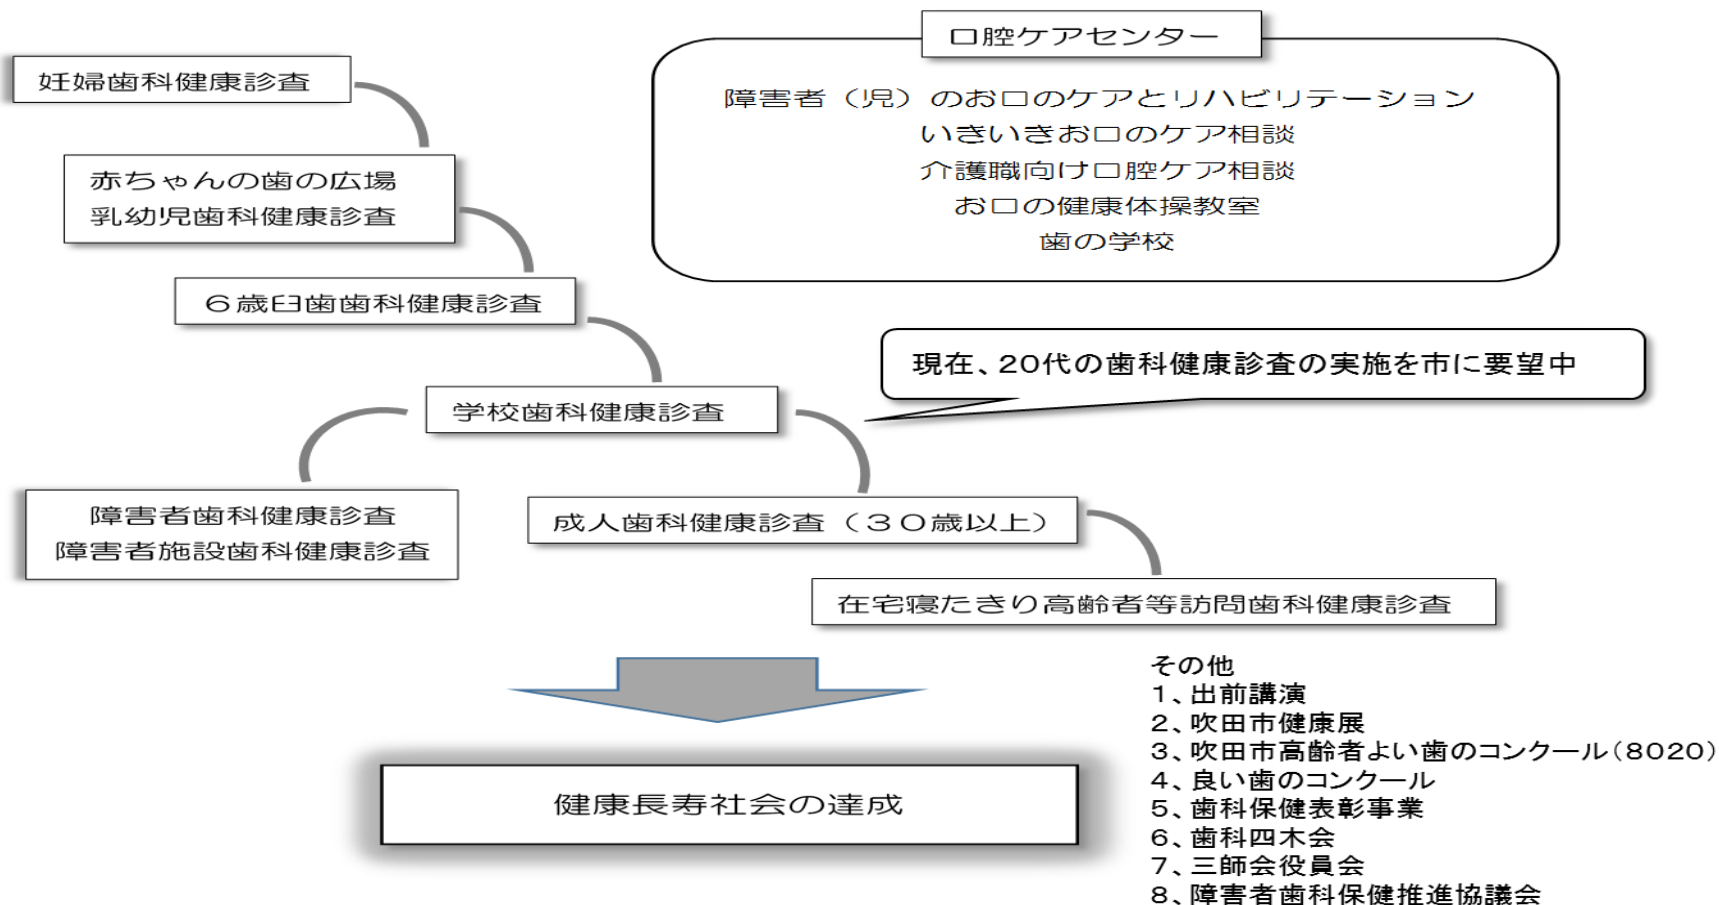 口腔ケアセンター
障害者（児）のお口のケアとリハビリテーション
いきいきお口のケア相談
介護職向け口腔ケア相談
お口の健康体操教室
歯の学校
妊婦歯科健康診査
赤ちゃんの歯の広場
乳幼児歯科健康診査
６歳臼歯歯科健康診査
現在、20代の歯科健康診査の実施を市に要望中
学校歯科健康診査
障害者歯科健康診査
障害者施設歯科健康診査
成人歯科健康診査（３０歳以上）
在宅寝たきり高齢者等訪問歯科健康診査
健康長寿社会の達成
その他
1、出前講演
2、吹田市健康展
3、吹田市高齢者よい歯のコンクール（8020）
4、良い歯のコンクール
5、歯科保健表彰事業
6、歯科四木会
7、三師会役員会
8、障害者歯科保健推進協議会